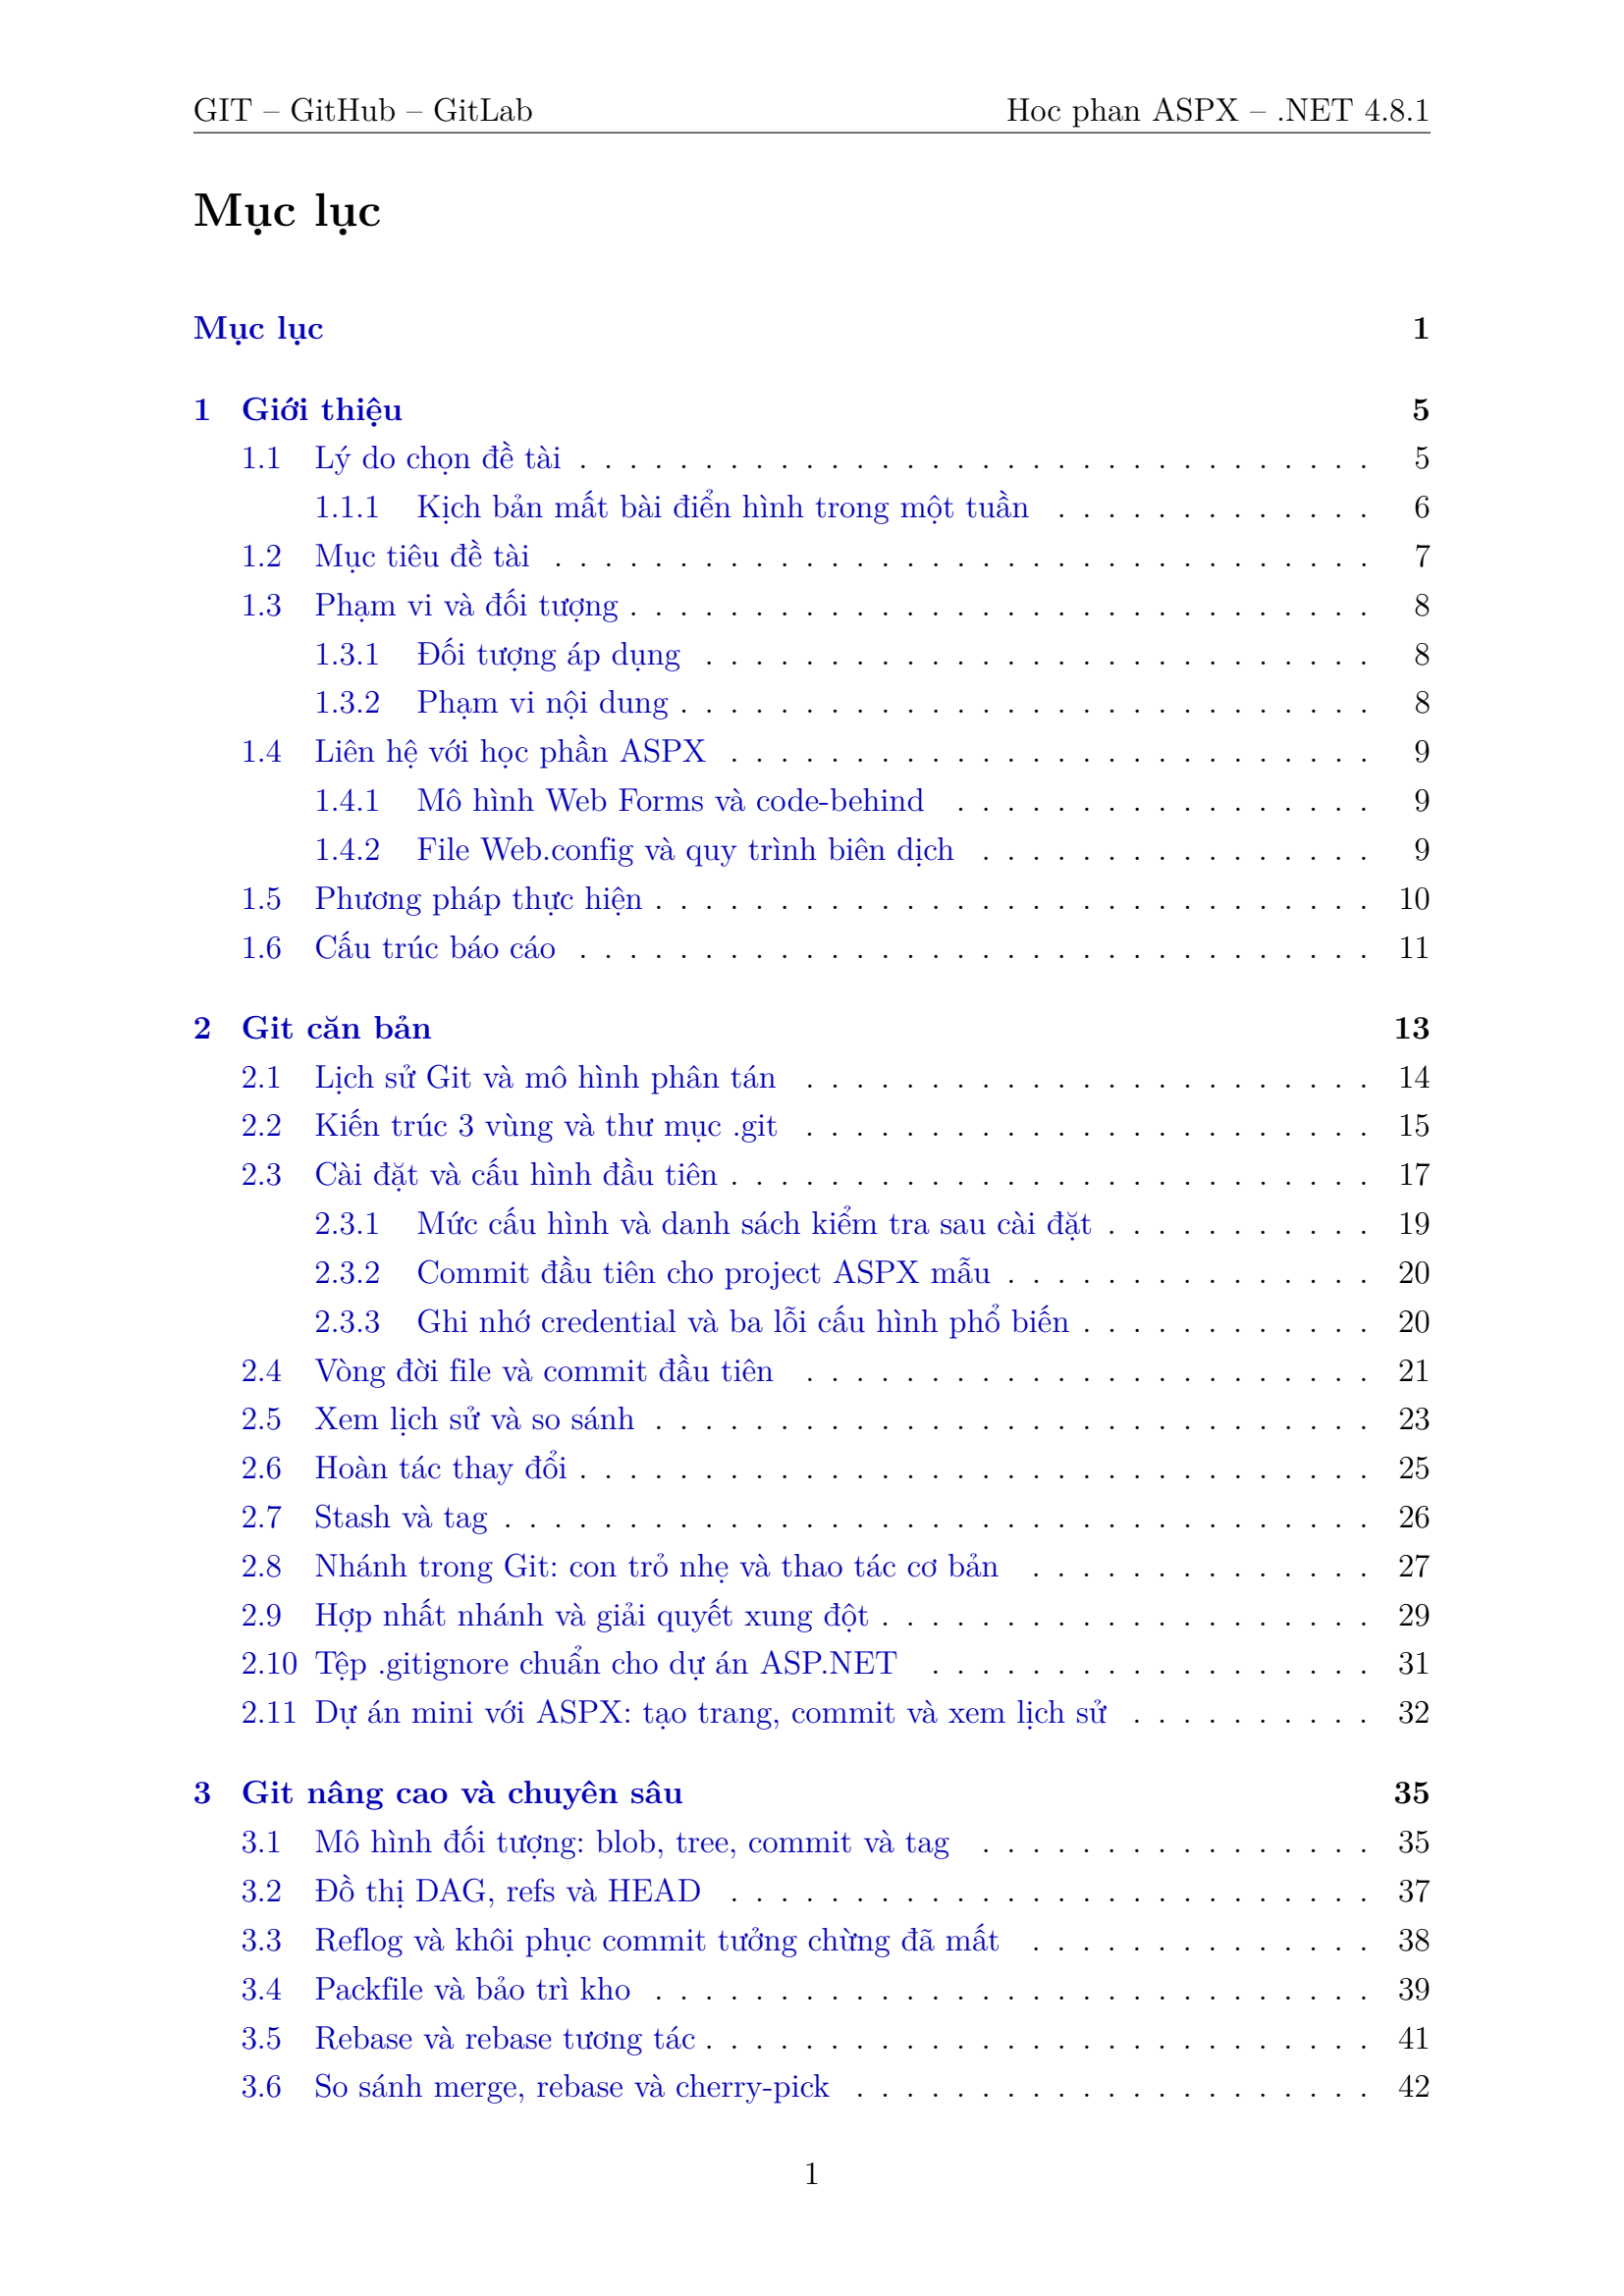 GIT – GitHub – GitLab Hoc phan ASPX – .NET 4.8.1
Mục lục
Mục lục 1
1 Giới thiệu 5
1.1 Lý do chọn đề tài . . . . . . . . . . . . . . . . . . . . . . . . . . . . . . . . 5
1.1.1 Kịch bản mất bài điển hình trong một tuần . . . . . . . . . . . . . 6
1.2 Mục tiêu đề tài . . . . . . . . . . . . . . . . . . . . . . . . . . . . . . . . . 7
1.3 Phạm vi và đối tượng . . . . . . . . . . . . . . . . . . . . . . . . . . . . . . 8
1.3.1 Đối tượng áp dụng . . . . . . . . . . . . . . . . . . . . . . . . . . . 8
1.3.2 Phạm vi nội dung . . . . . . . . . . . . . . . . . . . . . . . . . . . . 8
1.4 Liên hệ với học phần ASPX . . . . . . . . . . . . . . . . . . . . . . . . . . 9
1.4.1 Mô hình Web Forms và code-behind . . . . . . . . . . . . . . . . . 9
1.4.2 File Web.config và quy trình biên dịch . . . . . . . . . . . . . . . . 9
1.5 Phương pháp thực hiện . . . . . . . . . . . . . . . . . . . . . . . . . . . . . 10
1.6 Cấu trúc báo cáo . . . . . . . . . . . . . . . . . . . . . . . . . . . . . . . . 11
2 Git căn bản 13
2.1 Lịch sử Git và mô hình phân tán . . . . . . . . . . . . . . . . . . . . . . . 14
2.2 Kiến trúc 3 vùng và thư mục .git . . . . . . . . . . . . . . . . . . . . . . . 15
2.3 Cài đặt và cấu hình đầu tiên . . . . . . . . . . . . . . . . . . . . . . . . . . 17
2.3.1 Mức cấu hình và danh sách kiểm tra sau cài đặt . . . . . . . . . . . 19
2.3.2 Commit đầu tiên cho project ASPX mẫu . . . . . . . . . . . . . . . 20
2.3.3 Ghi nhớ credential và ba lỗi cấu hình phổ biến . . . . . . . . . . . . 20
2.4 Vòng đời file và commit đầu tiên . . . . . . . . . . . . . . . . . . . . . . . 21
2.5 Xem lịch sử và so sánh . . . . . . . . . . . . . . . . . . . . . . . . . . . . . 23
2.6 Hoàn tác thay đổi . . . . . . . . . . . . . . . . . . . . . . . . . . . . . . . . 25
2.7 Stash và tag . . . . . . . . . . . . . . . . . . . . . . . . . . . . . . . . . . . 26
2.8 Nhánh trong Git: con trỏ nhẹ và thao tác cơ bản . . . . . . . . . . . . . . 27
2.9 Hợp nhất nhánh và giải quyết xung đột . . . . . . . . . . . . . . . . . . . . 29
2.10 Tệp .gitignore chuẩn cho dự án ASP.NET . . . . . . . . . . . . . . . . . . 31
2.11 Dự án mini với ASPX: tạo trang, commit và xem lịch sử . . . . . . . . . . 32
3 Git nâng cao và chuyên sâu 35
3.1 Mô hình đối tượng: blob, tree, commit và tag . . . . . . . . . . . . . . . . 35
3.2 Đồ thị DAG, refs và HEAD . . . . . . . . . . . . . . . . . . . . . . . . . . 37
3.3 Reflog và khôi phục commit tưởng chừng đã mất . . . . . . . . . . . . . . 38
3.4 Packfile và bảo trì kho . . . . . . . . . . . . . . . . . . . . . . . . . . . . . 39
3.5 Rebase và rebase tương tác . . . . . . . . . . . . . . . . . . . . . . . . . . . 41
3.6 So sánh merge, rebase và cherry-pick . . . . . . . . . . . . . . . . . . . . . 42
1